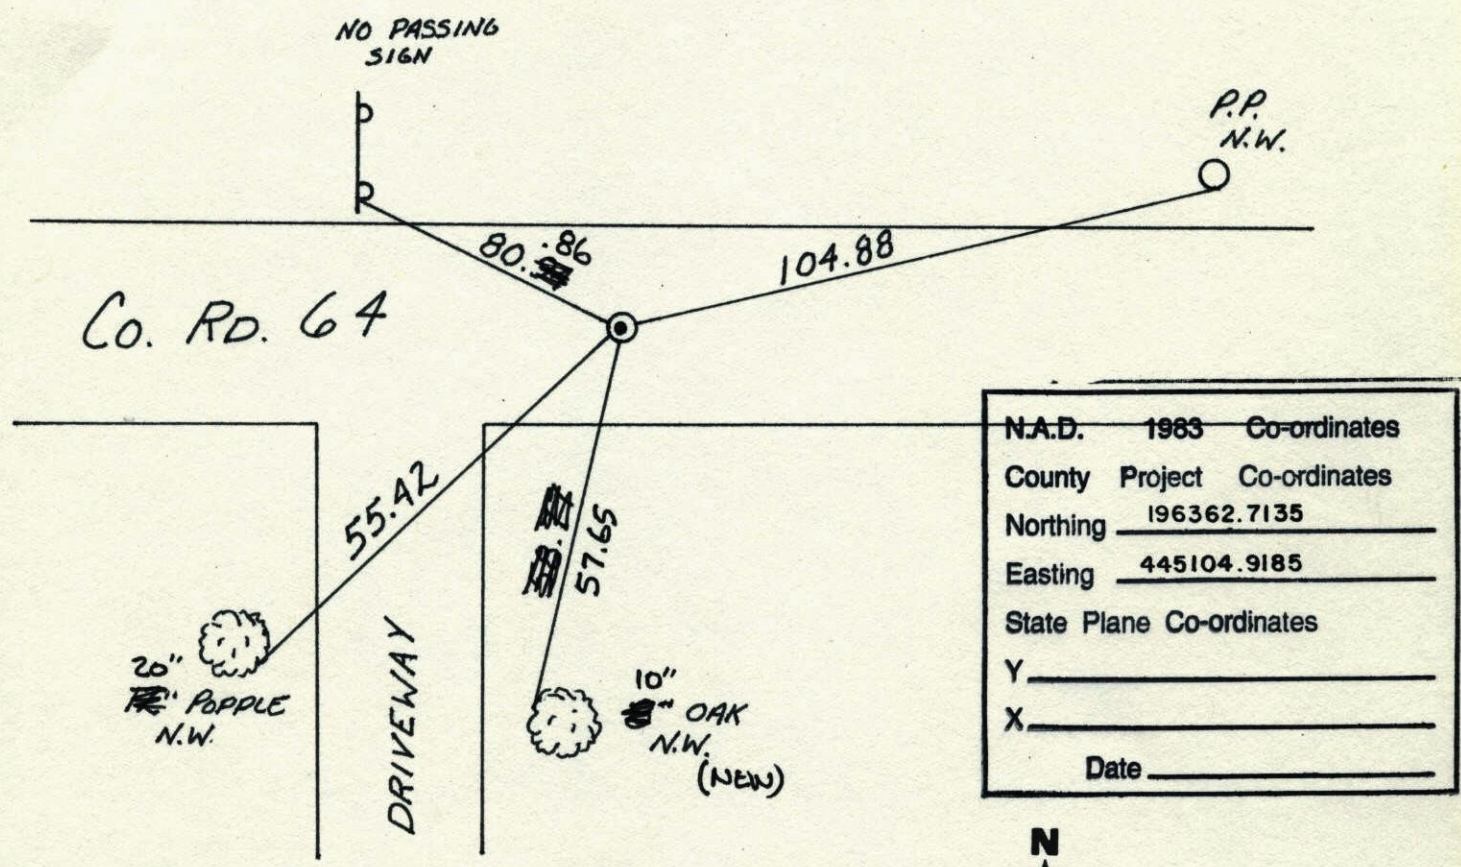 NO PASSING
SIGN
P.P.
N.W.
80.86
104.88
Co. RD. 64
55.42
57.65
20"
POPPLE
N.W.
DRIVEWAY
10"
OAK
N.W.
(NEW)
N.A.D. 1983 Co-ordinates
County Project Co-ordinates
Northing 196362.7135
Easting 445104.9185
State Plane Co-ordinates
Y
X
Date
N